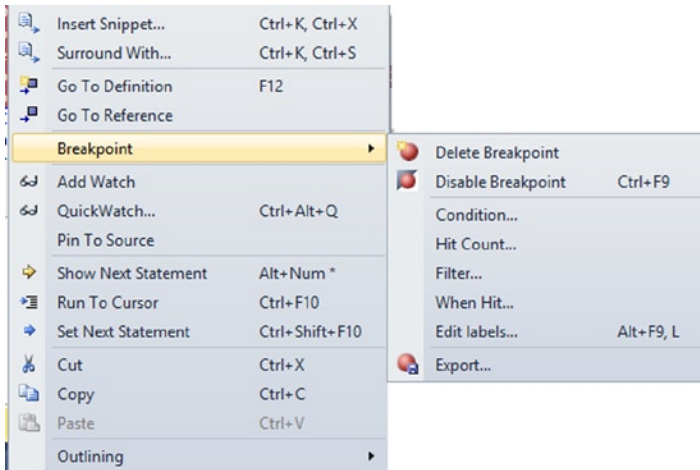 Insert Snippet... Ctrl+K, Ctrl+X
Surround With... Ctrl+K, Ctrl+S
Go To Definition F12
Go To Reference
Breakpoint
Add Watch
QuickWatch... Ctrl+Alt+Q
Pin To Source
Show Next Statement Alt+Num *
Run To Cursor Ctrl+F10
Set Next Statement Ctrl+Shift+F10
Cut Ctrl+X
Copy Ctrl+C
Paste Ctrl+V
Outlining
Delete Breakpoint
Disable Breakpoint Ctrl+F9
Condition...
Hit Count...
Filter...
When Hit...
Edit labels... Alt+F9, L
Export...